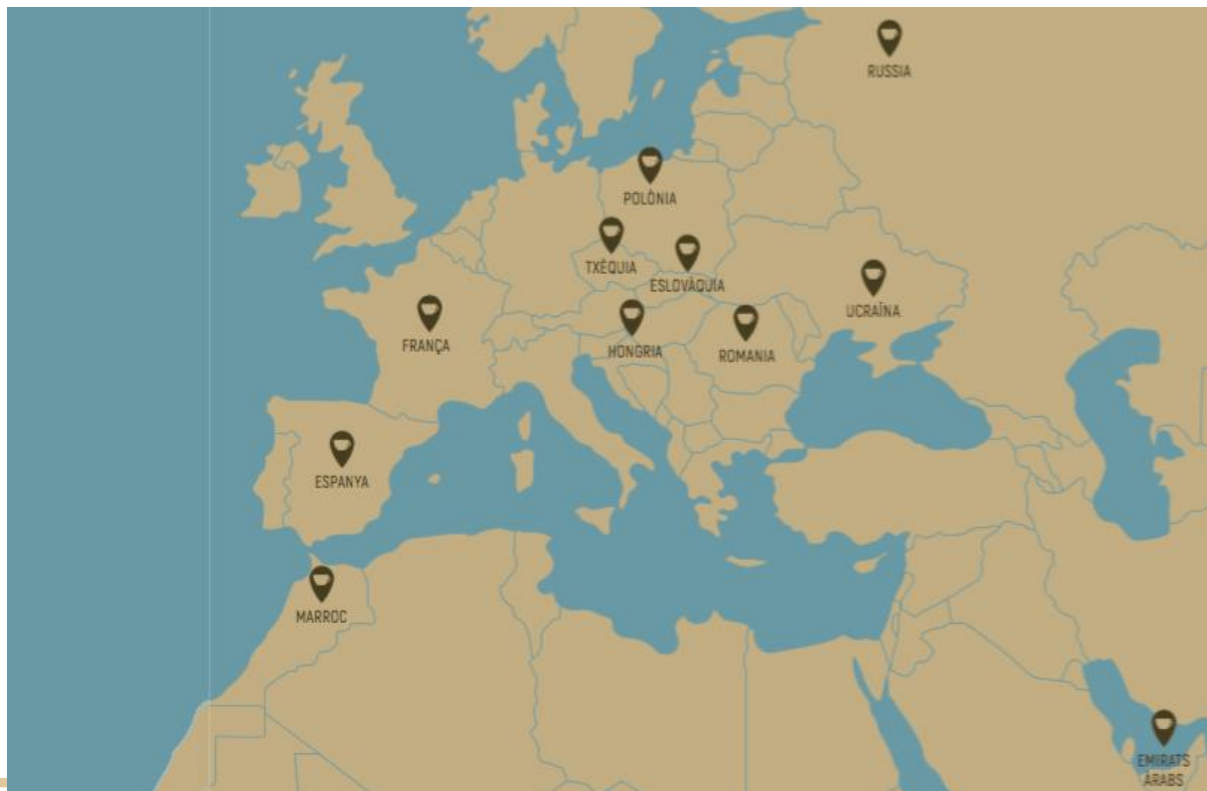 RUSSIA
POLÒNIA
TXÈQUIA
ESLOVÀQUIA
UCRAÏNA
FRANÇA
HONGRIA
ROMANIA
ESPANYA
MARROC
EMIRATS
ÀRABS